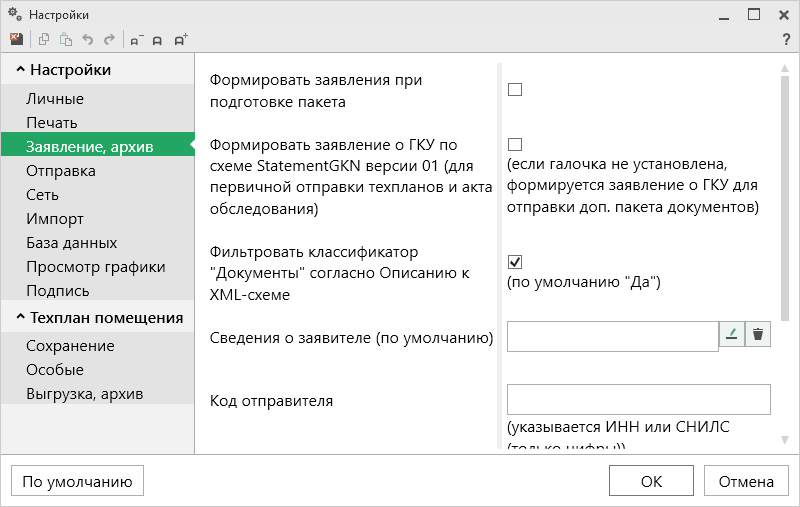 Настройки
А- А А+
?
Настройки
Личные
Печать
Заявление, архив
Отправка
Сеть
Импорт
База данных
Просмотр графики
Подпись
Техплан помещения
Сохранение
Особые
Выгрузка, архив
Формировать заявления при
подготовке пакета
Формировать заявление о ГКУ по
схеме StatementGKN версии 01 (для
первичной отправки техпланов и акта
обследования)
(если галочка не установлена,
формируется заявление о ГКУ для
отправки доп. пакета документов)
Фильтровать классификатор
"Документы" согласно Описанию к
XML-схеме
(по умолчанию "Да")
Сведения о заявителе (по умолчанию)
Код отправителя
(указывается ИНН или СНИЛС
(только цифры))
По умолчанию
ОК
Отмена